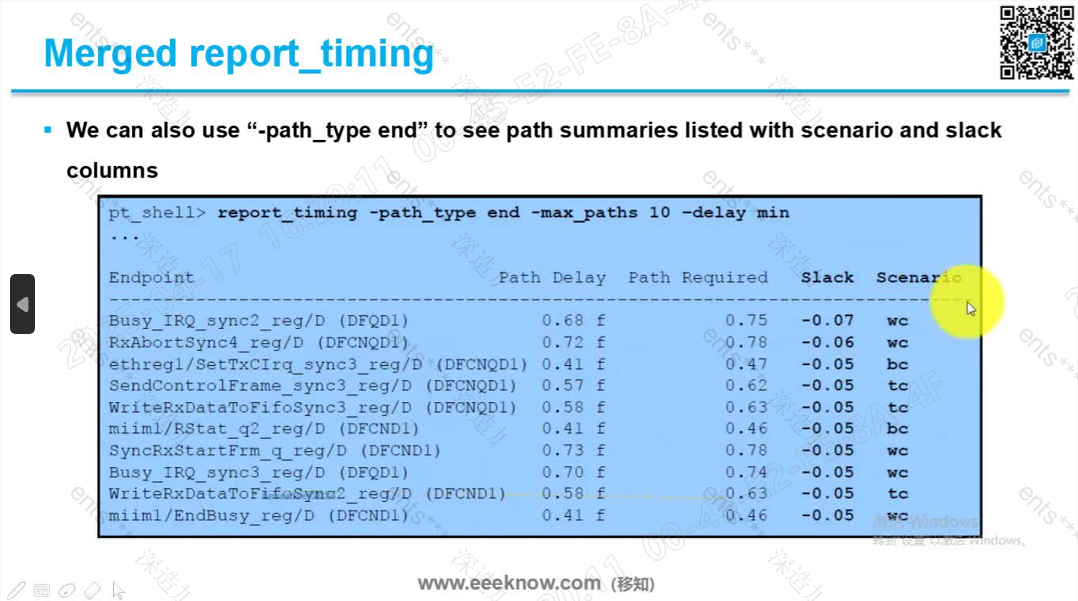 Merged report_timing
▪ We can also use “-path_type end” to see path summaries listed with scenario and slack
columns
pt_shell> report_timing -path_type end -max_paths 10 –delay min
...
Endpoint Path Delay Path Required Slack Scenario
Busy_IRQ_sync2_reg/D (DFQD1) 0.68 f 0.75 -0.07 wc
RxAbortSync4_reg/D (DFCNQD1) 0.72 f 0.78 -0.06 wc
ethreg1/SetTxCIrq_sync3_reg/D (DFCNQD1) 0.41 f 0.47 -0.05 bc
SendControlFrame_sync3_reg/D (DFCNQD1) 0.57 f 0.62 -0.05 tc
WriteRxDataToFifoSync3_reg/D (DFCNQD1) 0.58 f 0.63 -0.05 tc
miim1/RStat_q2_reg/D (DFCND1) 0.41 f 0.46 -0.05 bc
SyncRxStartFrm_q_reg/D (DFCND1) 0.73 f 0.78 -0.05 wc
Busy_IRQ_sync3_reg/D (DFQD1) 0.70 f 0.74 -0.05 wc
WriteRxDataToFifoSync2_reg/D (DFCND1) 0.58 f 0.63 -0.05 tc
miim1/EndBusy_reg/D (DFCND1) 0.41 f 0.46 -0.05 wc
激活 Windows
转到"设置"以激活 Windows。
www.eeeknow.com (移知)